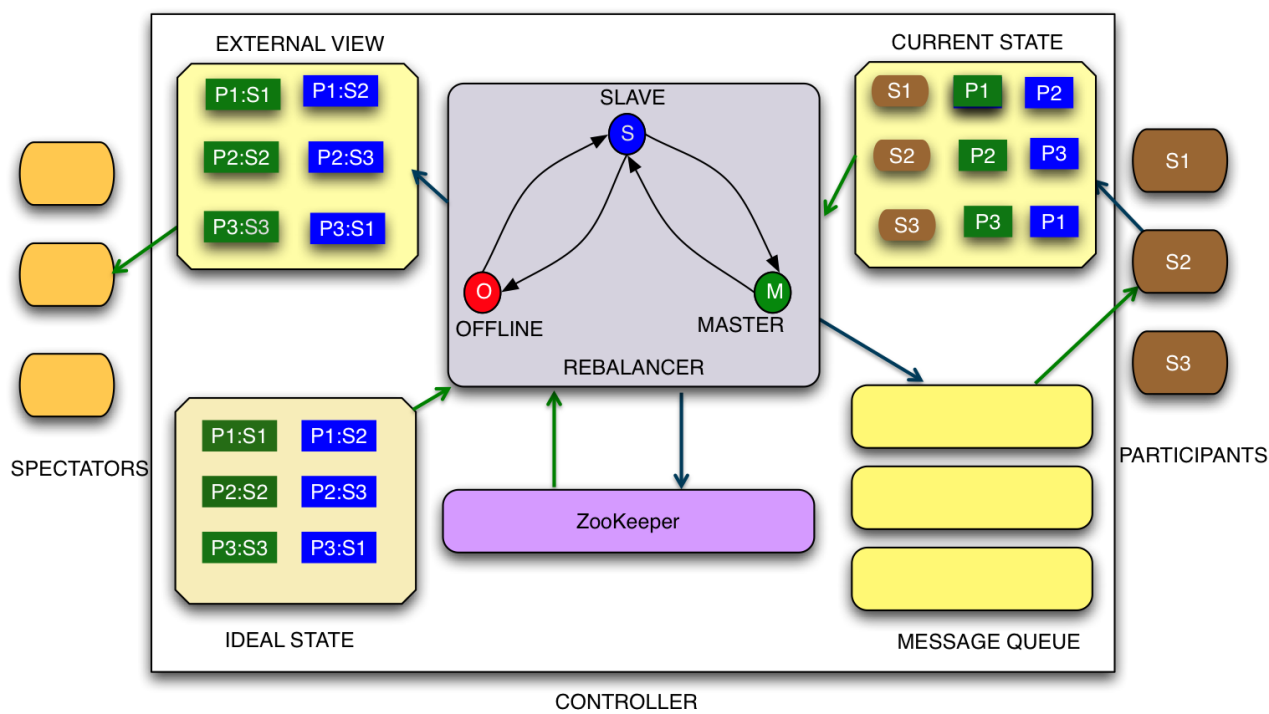 EXTERNAL VIEW
P1:S1 P1:S2
P2:S2 P2:S3
P3:S3 P3:S1
SLAVE
S
O
OFFLINE
M
MASTER
REBALANCER
CURRENT STATE
S1 P1 P2
S2 P2 P3
S3 P3 P1
S1
S2
S3
SPECTATORS
PARTICIPANTS
P1:S1 P1:S2
P2:S2 P2:S3
P3:S3 P3:S1
IDEAL STATE
ZooKeeper
MESSAGE QUEUE
CONTROLLER